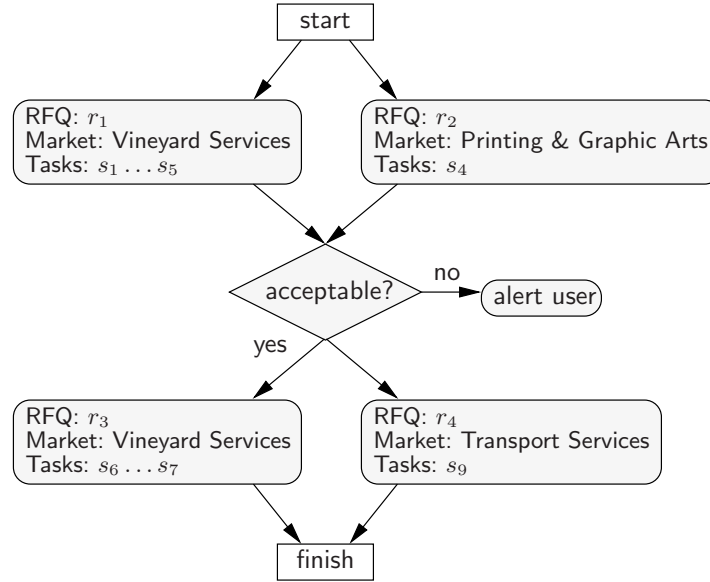 start
RFQ: r₁
Market: Vineyard Services
Tasks: s₁ … s₅
RFQ: r₂
Market: Printing & Graphic Arts
Tasks: s₄
acceptable?
no
alert user
yes
RFQ: r₃
Market: Vineyard Services
Tasks: s₆ … s₇
RFQ: r₄
Market: Transport Services
Tasks: s₉
finish